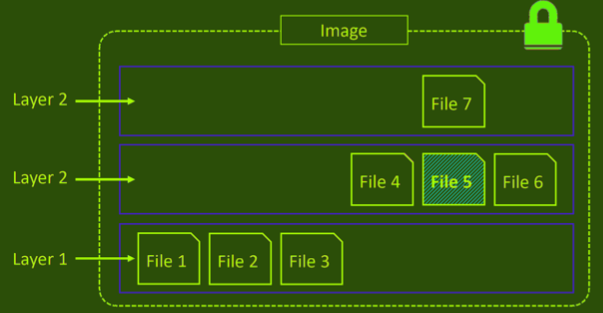 Image
Layer 2
File 7
Layer 2
File 4 File 5 File 6
Layer 1
File 1 File 2 File 3